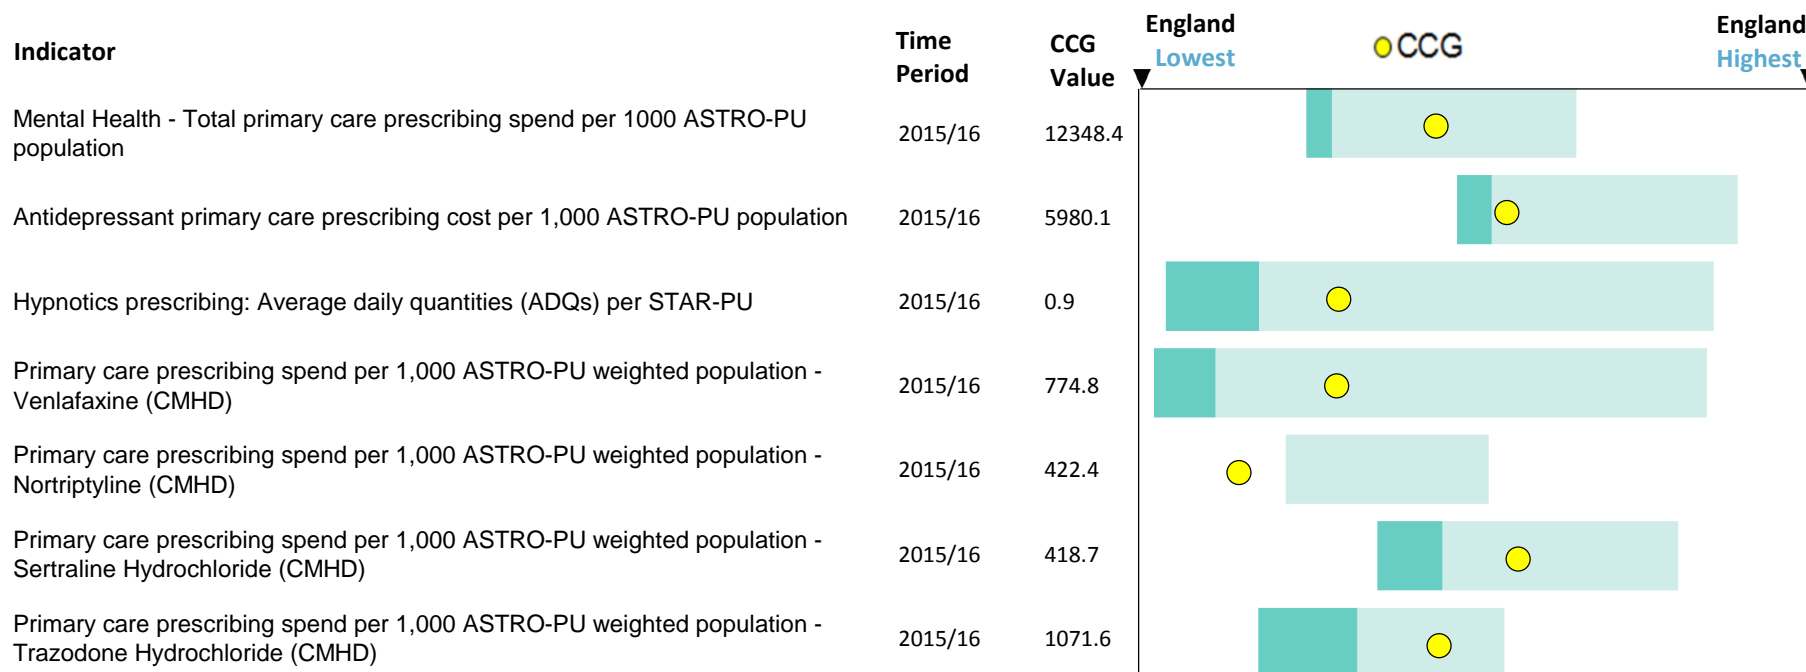 Indicator
Time
Period
CCG
Value
England
Lowest
CCG
England
Highest
Mental Health - Total primary care prescribing spend per 1000 ASTRO-PU
population
2015/16
12348.4
Antidepressant primary care prescribing cost per 1,000 ASTRO-PU population
2015/16
5980.1
Hypnotics prescribing: Average daily quantities (ADQs) per STAR-PU
2015/16
0.9
Primary care prescribing spend per 1,000 ASTRO-PU weighted population -
Venlafaxine (CMHD)
2015/16
774.8
Primary care prescribing spend per 1,000 ASTRO-PU weighted population -
Nortriptyline (CMHD)
2015/16
422.4
Primary care prescribing spend per 1,000 ASTRO-PU weighted population -
Sertraline Hydrochloride (CMHD)
2015/16
418.7
Primary care prescribing spend per 1,000 ASTRO-PU weighted population -
Trazodone Hydrochloride (CMHD)
2015/16
1071.6